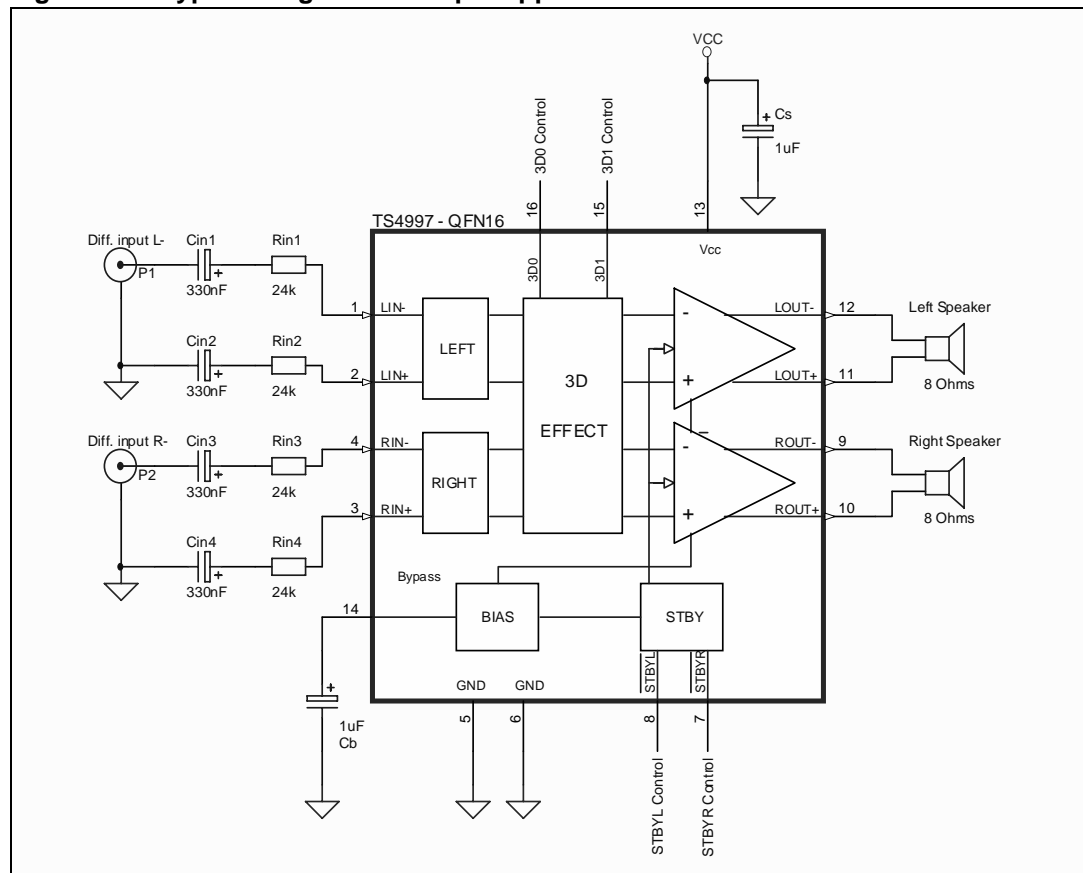 VCC
Cs
+
1uF
3D0 Control
3D1 Control
16
15
13
TS4997 - QFN16
Vcc
3D0
3D1
Diff. input L-
Cin1
Rin1
P1
+
330nF
24k
1
LIN-
Cin2
Rin2
+
330nF
24k
2
LIN+
LEFT
Diff. input R-
Cin3
Rin3
P2
+
330nF
24k
4
RIN-
3
RIN+
RIGHT
Cin4
Rin4
+
330nF
24k
3D
EFFECT
-
+
LOUT-
12
LOUT+
11
Left Speaker
8 Ohms
-
+
ROUT-
9
ROUT+
10
Right Speaker
8 Ohms
Bypass
14
BIAS
STBY
STBYL
STBYR
+
1uF
Cb
GND
GND
5
6
8
7
STBYL Control
STBYR Control